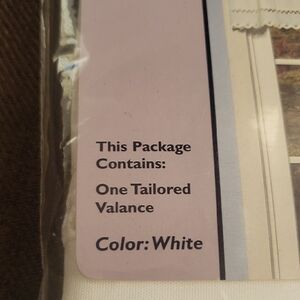 This Package
Contains:
One Tailored
Valance
Color: White